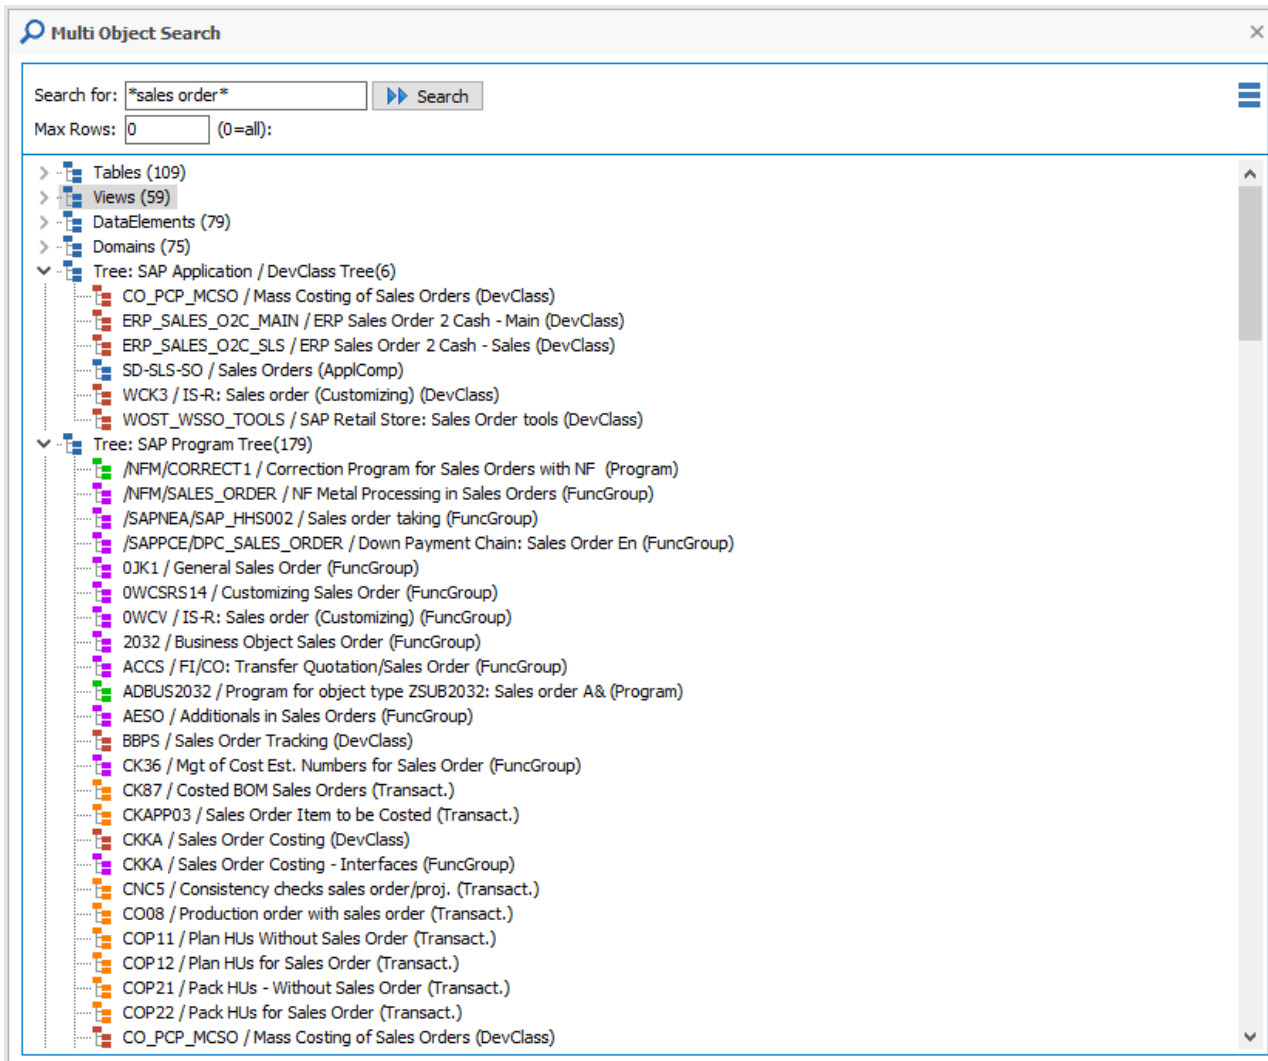 Multi Object Search
Search for: *sales order* Search
Max Rows: 0 (0=all):
Tables (109)
Views (59)
DataElements (79)
Domains (75)
Tree: SAP Application / DevClass Tree(6)
CO_PCP_MCSO / Mass Costing of Sales Orders (DevClass)
ERP_SALES_O2C_MAIN / ERP Sales Order 2 Cash - Main (DevClass)
ERP_SALES_O2C_SLS / ERP Sales Order 2 Cash - Sales (DevClass)
SD-SLS-SO / Sales Orders (ApplComp)
WCK3 / IS-R: Sales order (Customizing) (DevClass)
WOST_WSSO_TOOLS / SAP Retail Store: Sales Order tools (DevClass)
Tree: SAP Program Tree(179)
/NFM/CORRECT1 / Correction Program for Sales Orders with NF (Program)
/NFM/SALES_ORDER / NF Metal Processing in Sales Orders (FuncGroup)
/SAPNEA/SAP_HHS002 / Sales order taking (FuncGroup)
/SAPPCE/DPC_SALES_ORDER / Down Payment Chain: Sales Order En (FuncGroup)
0JK1 / General Sales Order (FuncGroup)
0WCSRS14 / Customizing Sales Order (FuncGroup)
0WCV / IS-R: Sales order (Customizing) (FuncGroup)
2032 / Business Object Sales Order (FuncGroup)
ACCS / FI/CO: Transfer Quotation/Sales Order (FuncGroup)
ADBUS2032 / Program for object type ZSUB2032: Sales order A& (Program)
AESO / Additionals in Sales Orders (FuncGroup)
BBPS / Sales Order Tracking (DevClass)
CK36 / Mgt of Cost Est. Numbers for Sales Order (FuncGroup)
CK87 / Costed BOM Sales Orders (Transact.)
CKAPP03 / Sales Order Item to be Costed (Transact.)
CKKA / Sales Order Costing (DevClass)
CKKA / Sales Order Costing - Interfaces (FuncGroup)
CNC5 / Consistency checks sales order/proj. (Transact.)
CO08 / Production order with sales order (Transact.)
COP11 / Plan HUs Without Sales Order (Transact.)
COP12 / Plan HUs for Sales Order (Transact.)
COP21 / Pack HUs - Without Sales Order (Transact.)
COP22 / Pack HUs for Sales Order (Transact.)
CO_PCP_MCSO / Mass Costing of Sales Orders (DevClass)